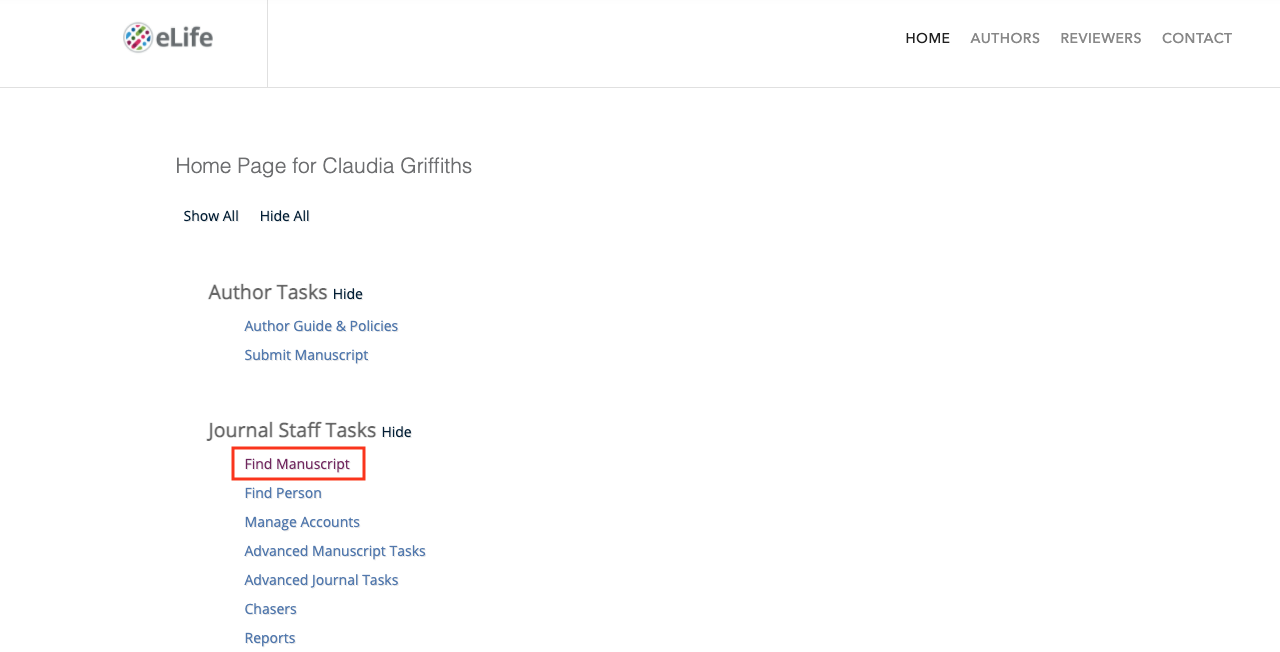 eLife
HOME AUTHORS REVIEWERS CONTACT
Home Page for Claudia Griffiths
Show All Hide All
Author Tasks Hide
Author Guide & Policies
Submit Manuscript
Journal Staff Tasks Hide
Find Manuscript
Find Person
Manage Accounts
Advanced Manuscript Tasks
Advanced Journal Tasks
Chasers
Reports